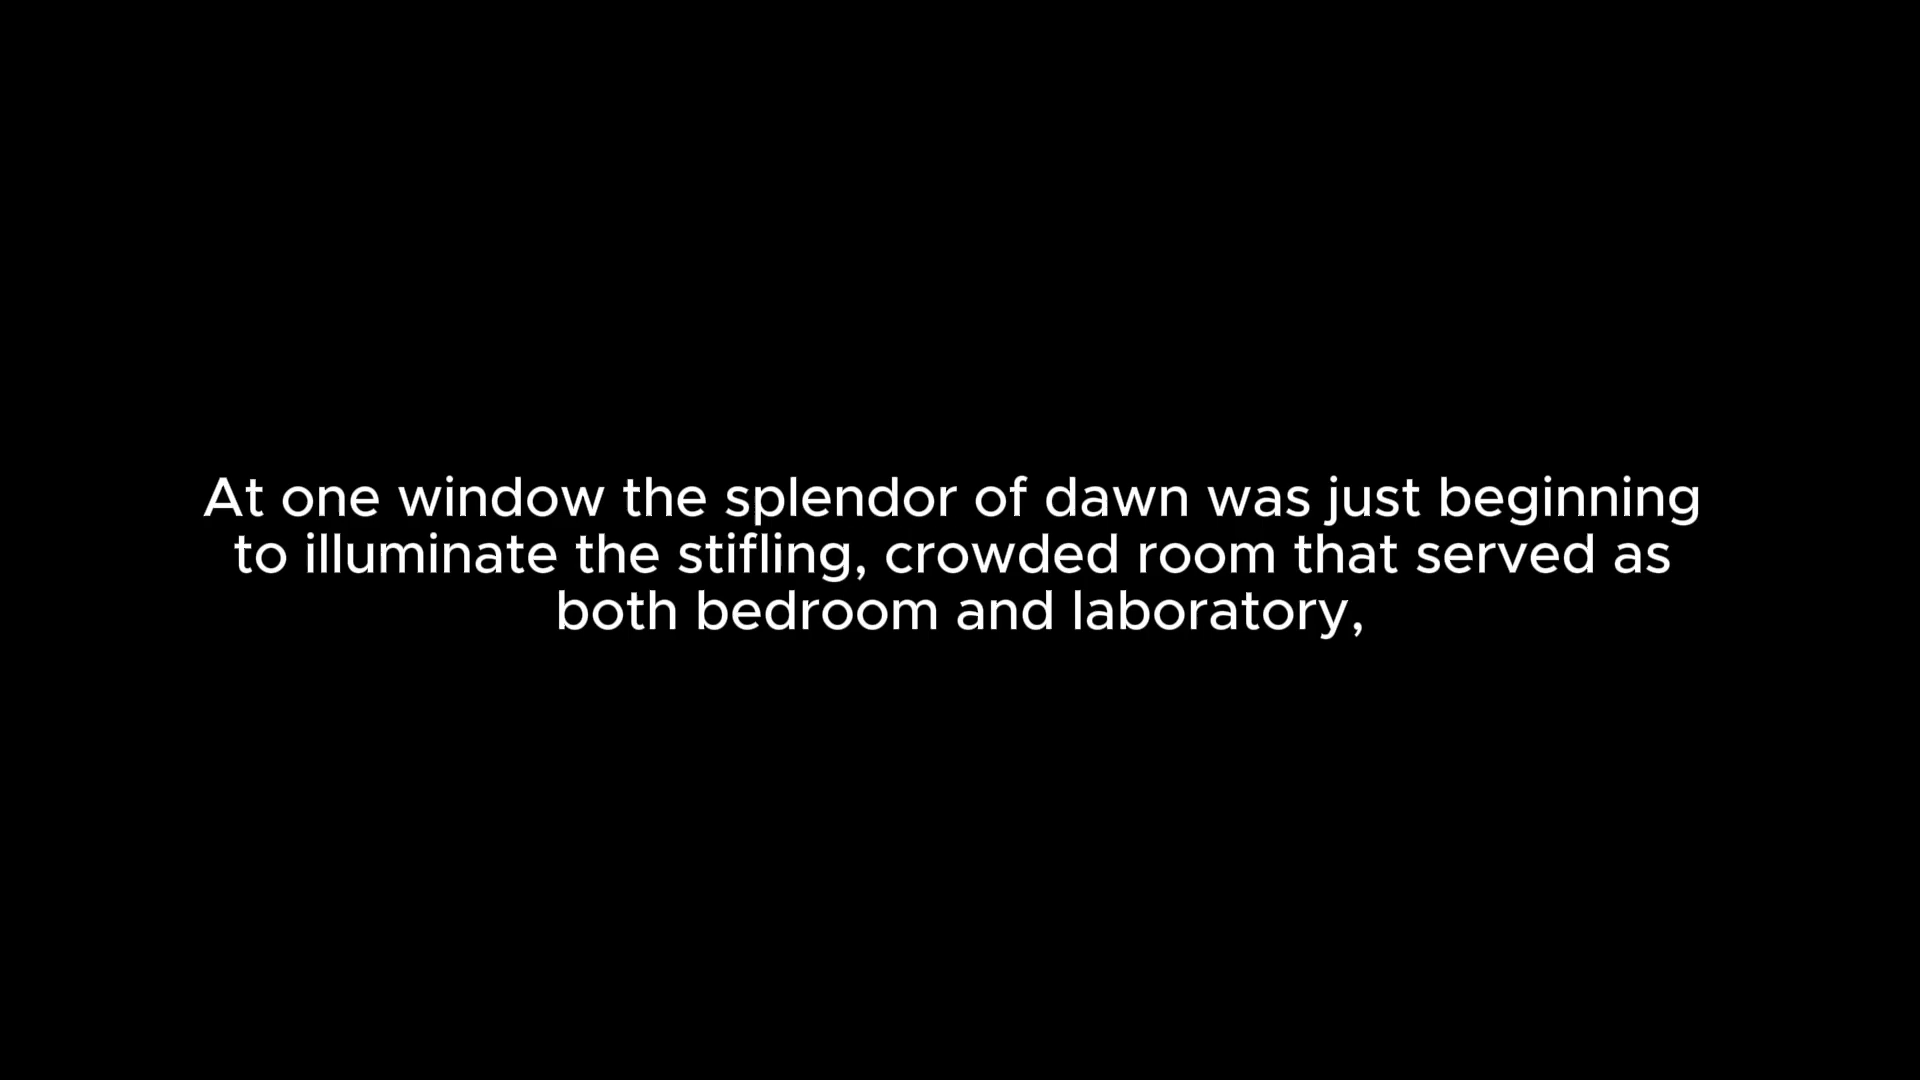 At one window the splendor of dawn was just beginning
to illuminate the stifling, crowded room that served as
both bedroom and laboratory,